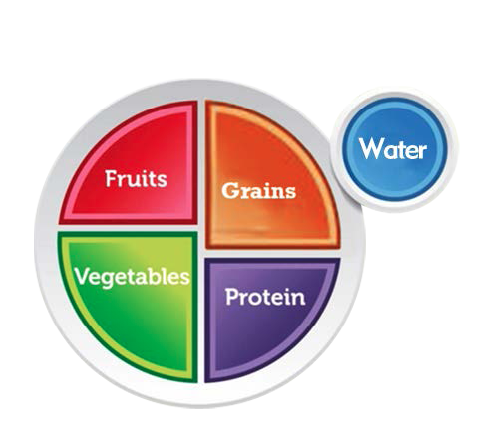 Water
Fruits
Grains
Vegetables
Protein